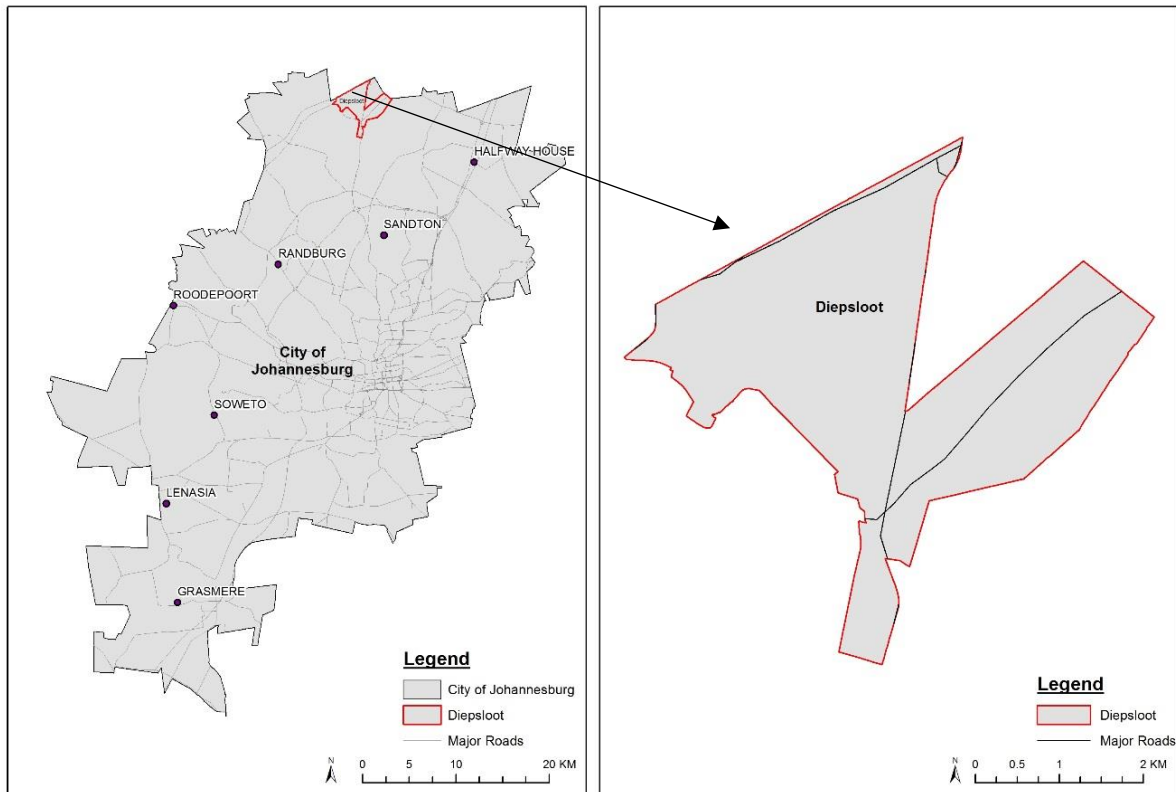 Diepsloot
HALFWAY-HOUSE
SANDTON
RANDBURG
ROODEPOORT
City of
Johannesburg
SOWETO
LENASIA
GRASMERE
Legend
City of Johannesburg
Diepsloot
Major Roads
N
0 5 10 20 KM
Diepsloot
Legend
Diepsloot
Major Roads
N
0 0.5 1 2 KM